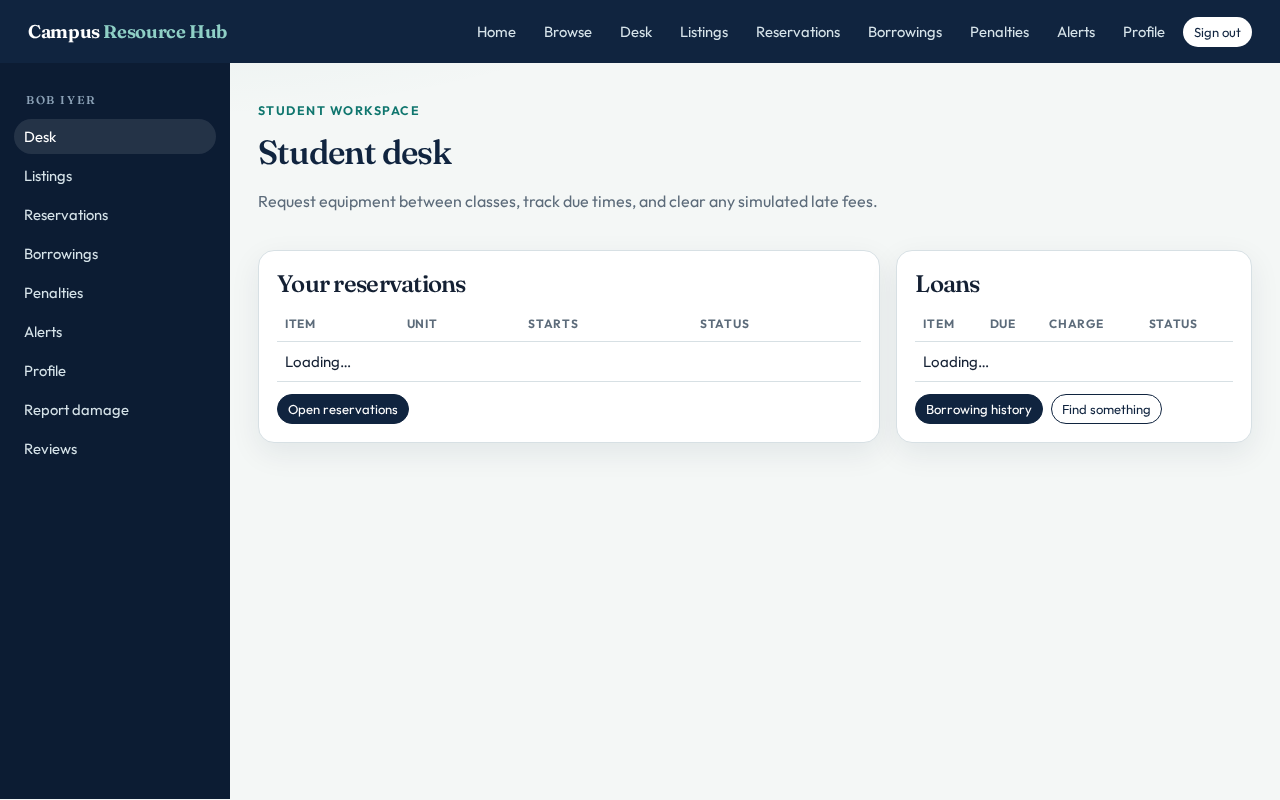 Campus Resource Hub
Home Browse Desk Listings Reservations Borrowings Penalties Alerts Profile Sign out
BOB IYER
Desk
Listings
Reservations
Borrowings
Penalties
Alerts
Profile
Report damage
Reviews
STUDENT WORKSPACE
Student desk
Request equipment between classes, track due times, and clear any simulated late fees.
Your reservations
ITEM UNIT STARTS STATUS
Loading…
Open reservations
Loans
ITEM DUE CHARGE STATUS
Loading…
Borrowing history Find something